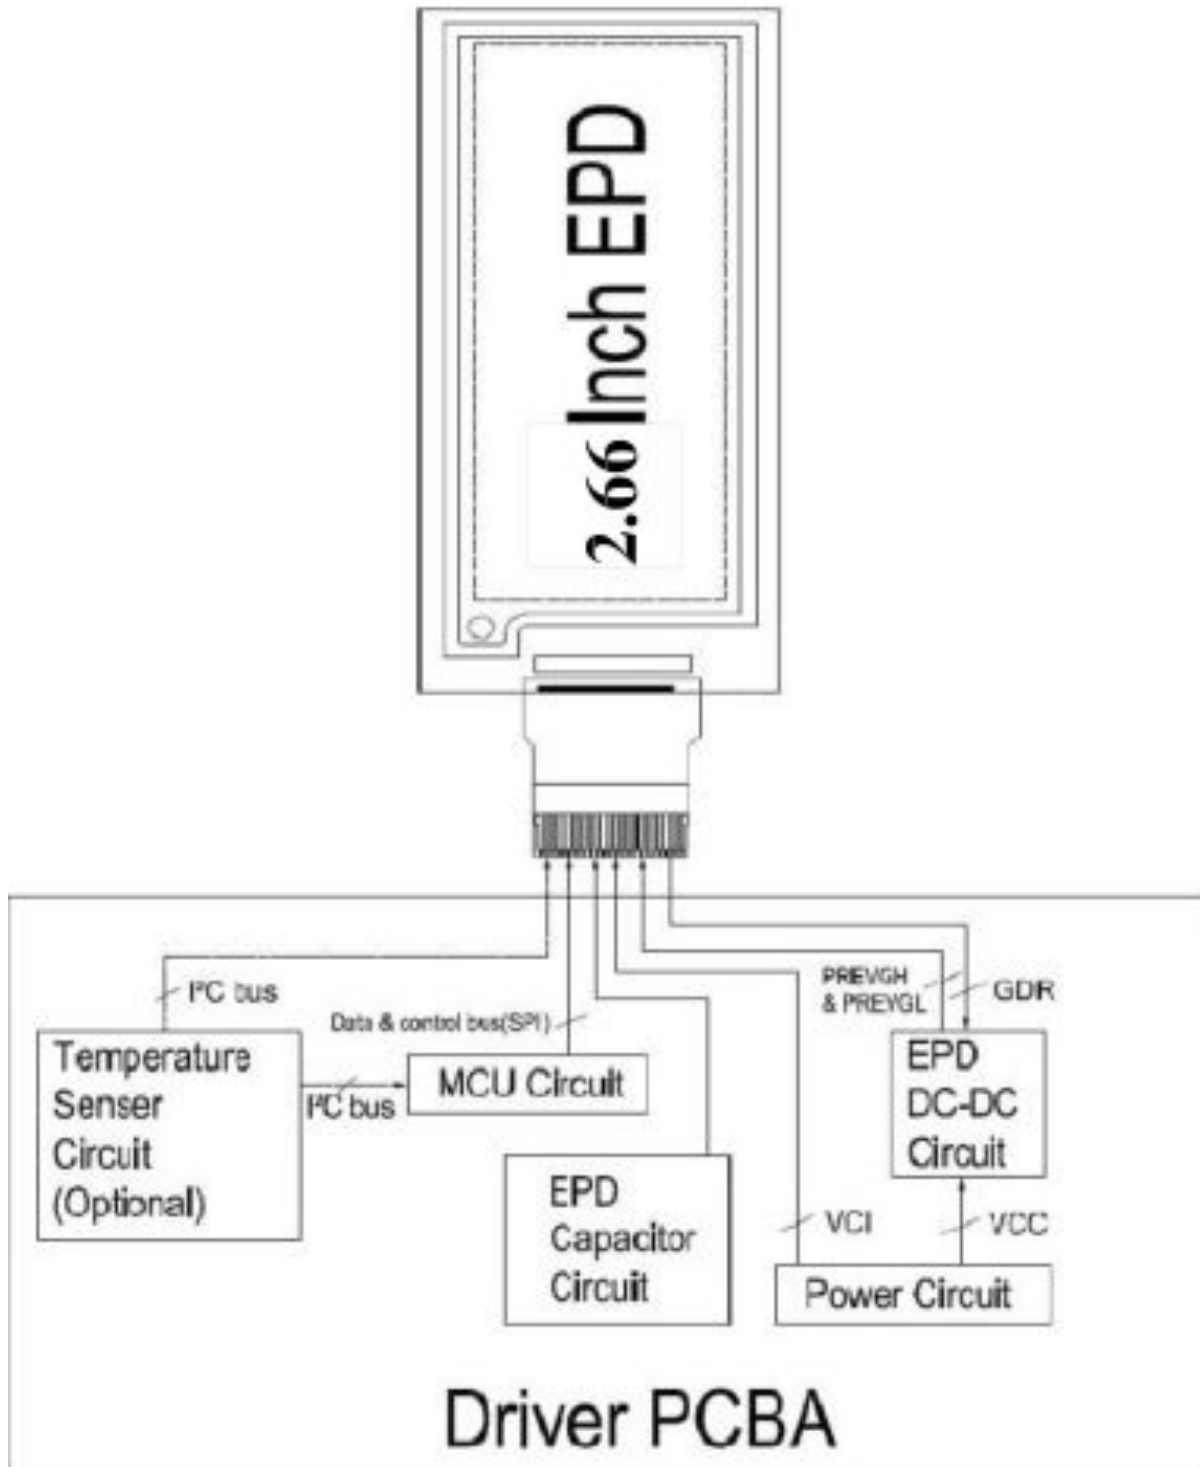 2.66 Inch EPD
I²C bus
Data & control bus(SPI)
PREVGH
& PREVGL
GDR
Temperature
Senser
Circuit
(Optional)
I²C bus
MCU Circuit
EPD
DC-DC
Circuit
EPD
Capacitor
Circuit
VCI
VCC
Power Circuit
Driver PCBA